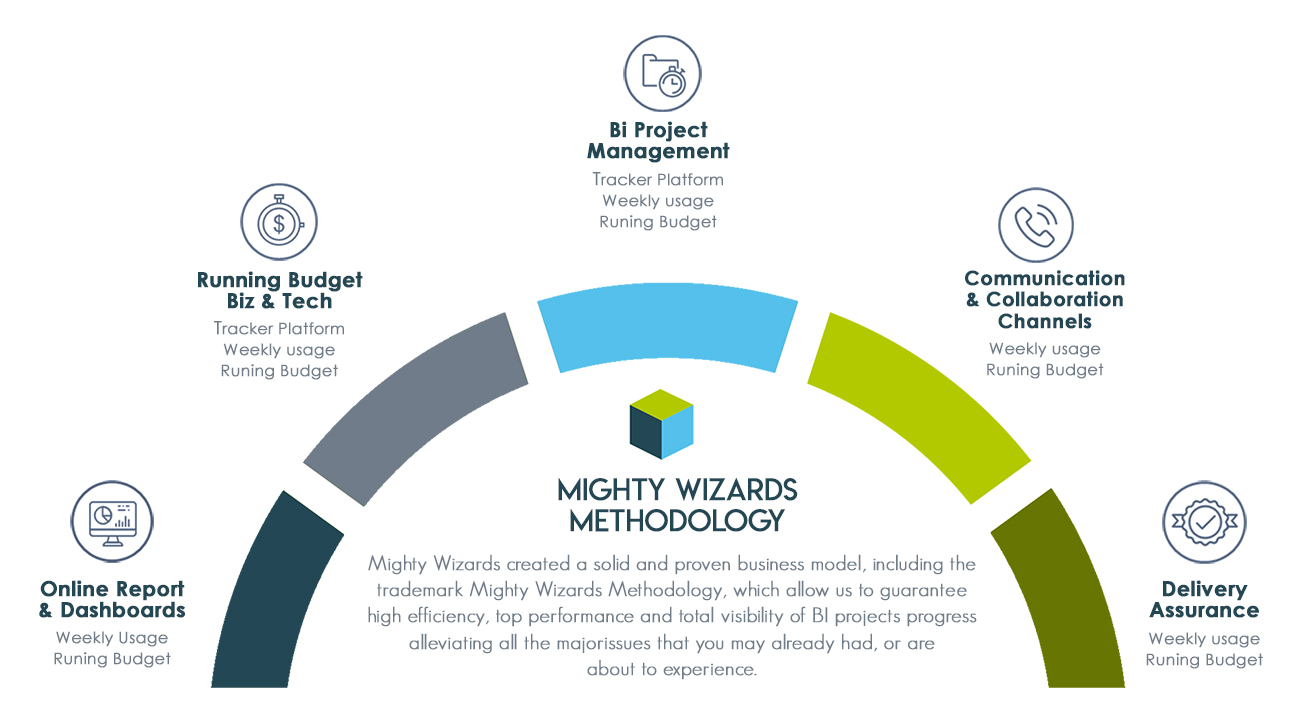 Bi Project
Management
Tracker Platform
Weekly usage
Runing Budget
Running Budget
Biz & Tech
Tracker Platform
Weekly usage
Runing Budget
Communication
& Collaboration
Channels
Weekly usage
Runing Budget
Online Report
& Dashboards
Weekly Usage
Runing Budget
$
MIGHTY WIZARDS
METHODOLOGY
Mighty Wizards created a solid and proven business model, including the
trademark Mighty Wizards Methodology, which allow us to guarantee
high efficiency, top performance and total visibility of BI projects progress
alleviating all the majorissues that you may already had, or are
about to experience.
Delivery
Assurance
Weekly usage
Runing Budget